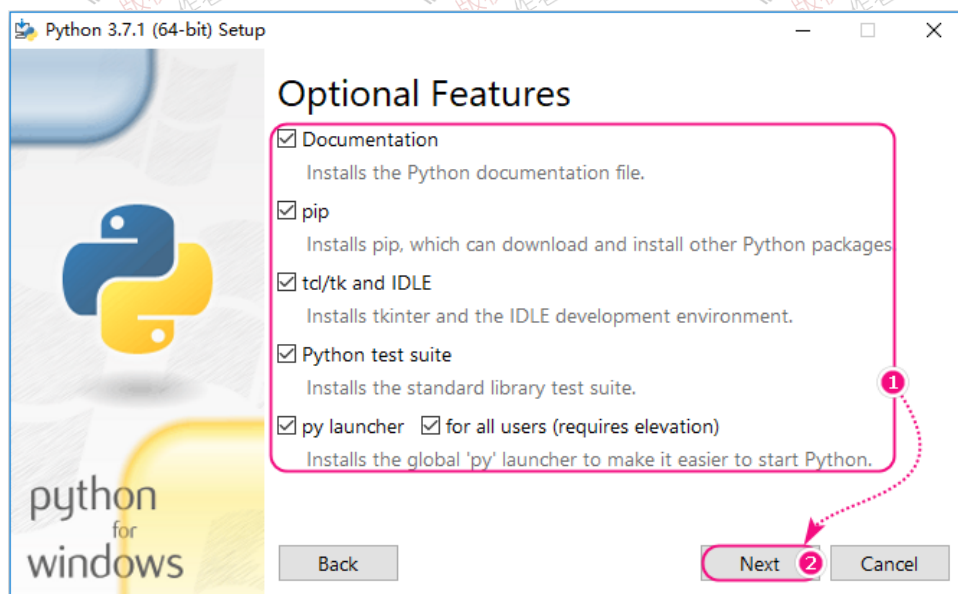 Python 3.7.1 (64-bit) Setup
Optional Features
Documentation
Installs the Python documentation file.
pip
Installs pip, which can download and install other Python packages
tcl/tk and IDLE
Installs tkinter and the IDLE development environment.
Python test suite
Installs the standard library test suite.
1
py launcher for all users (requires elevation)
Installs the global 'py' launcher to make it easier to start Python.
python
for
windows
Back Next 2 Cancel